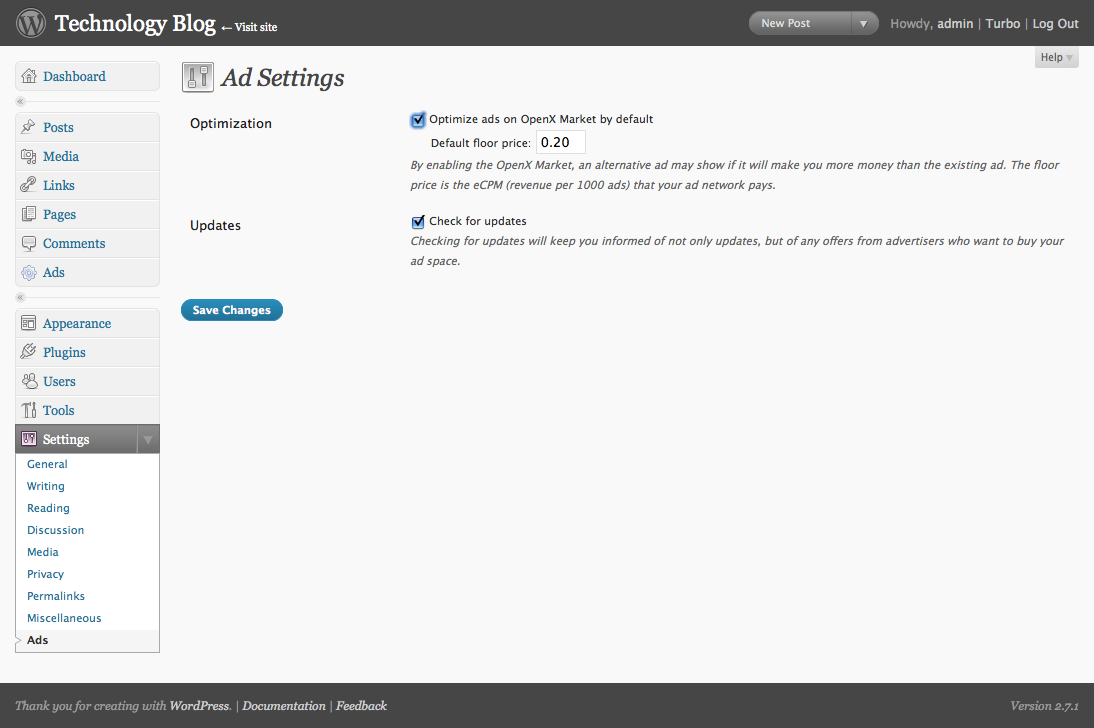 Technology Blog ← Visit site
New Post
Howdy, admin | Turbo | Log Out
Help
Dashboard
Posts
Media
Links
Pages
Comments
Ads
Appearance
Plugins
Users
Tools
Settings
General
Writing
Reading
Discussion
Media
Privacy
Permalinks
Miscellaneous
Ads
Ad Settings
Optimization
Optimize ads on OpenX Market by default
Default floor price: 0.20
By enabling the OpenX Market, an alternative ad may show if it will make you more money than the existing ad. The floor
price is the eCPM (revenue per 1000 ads) that your ad network pays.
Updates
Check for updates
Checking for updates will keep you informed of not only updates, but of any offers from advertisers who want to buy your
ad space.
Save Changes
Thank you for creating with WordPress. | Documentation | Feedback
Version 2.7.1